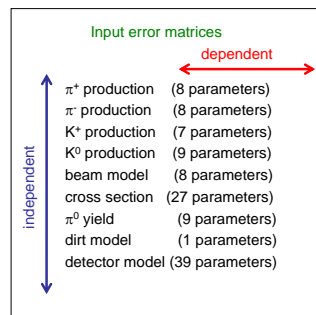 Input error matrices
dependent
independent
π⁺ production (8 parameters)
π⁻ production (8 parameters)
K⁺ production (7 parameters)
K⁰ production (9 parameters)
beam model (8 parameters)
cross section (27 parameters)
π⁰ yield (9 parameters)
dirt model (1 parameters)
detector model (39 parameters)